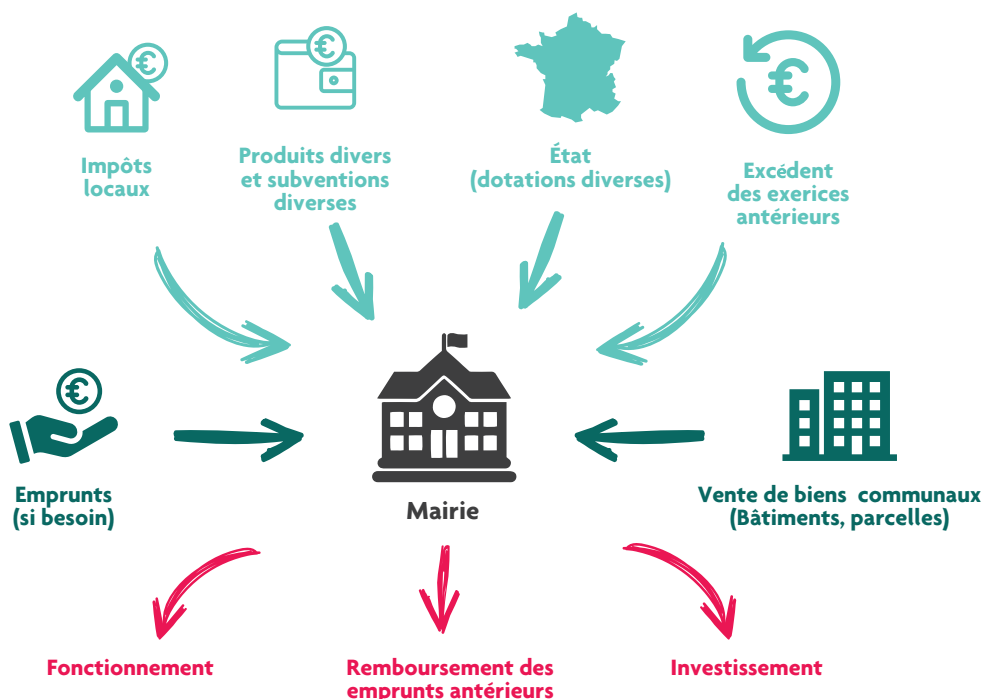 Impôts
locaux
Produits divers
et subventions
diverses
État
(dotations diverses)
Excédent
des exerices
antérieurs
Emprunts
(si besoin)
Mairie
Vente de biens communaux
(Bâtiments, parcelles)
Fonctionnement
Remboursement des
emprunts antérieurs
Investissement